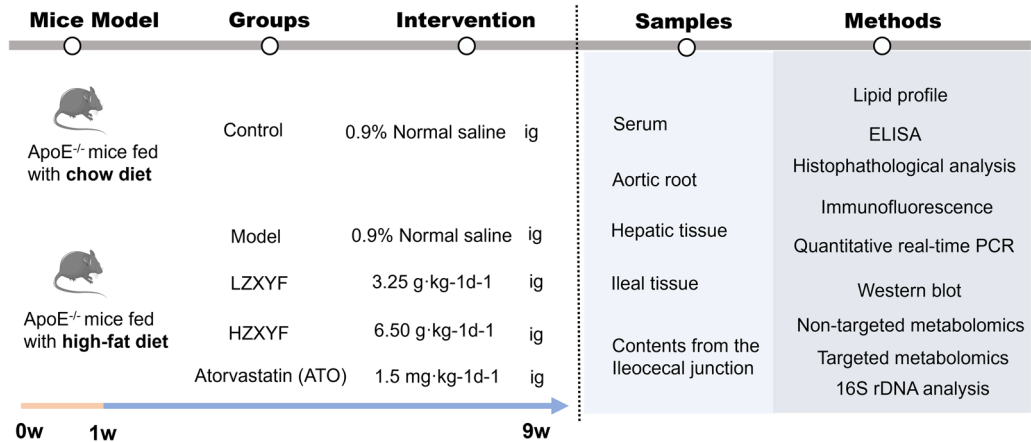 Mice Model
Groups
Intervention
Samples
Methods
ApoE-/- mice fed
with chow diet
Control
0.9% Normal saline
ig
ApoE-/- mice fed
with high-fat diet
Model
0.9% Normal saline
ig
LZXYF
3.25 g·kg-1d-1
ig
HZXYF
6.50 g·kg-1d-1
ig
Atorvastatin (ATO)
1.5 mg·kg-1d-1
ig
0w
1w
9w
Serum
Aortic root
Hepatic tissue
Ileal tissue
Contents from the
Ileocecal junction
Lipid profile
ELISA
Histophathological analysis
Immunofluorescence
Quantitative real-time PCR
Western blot
Non-targeted metabolomics
Targeted metabolomics
16S rDNA analysis